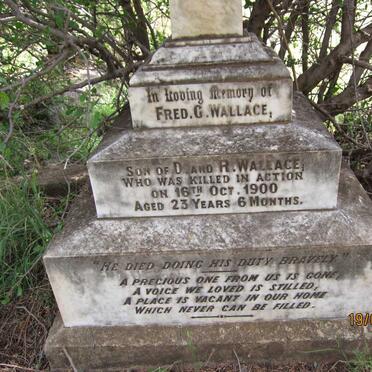 In Loving Memory of
FRED. G. WALLACE,
SON OF D. AND R. WALLACE,
WHO WAS KILLED IN ACTION
ON 16TH OCT. 1900
AGED 23 YEARS 6 MONTHS.
"HE DIED DOING HIS DUTY BRAVELY"
A PRECIOUS ONE FROM US IS GONE,
A VOICE WE LOVED IS STILLED,
A PLACE IS VACANT IN OUR HOME
WHICH NEVER CAN BE FILLED.